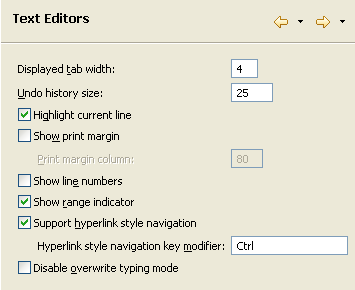 Text Editors
Displayed tab width: 4
Undo history size: 25
Highlight current line
Show print margin
Print margin column: 80
Show line numbers
Show range indicator
Support hyperlink style navigation
Hyperlink style navigation key modifier: Ctrl
Disable overwrite typing mode